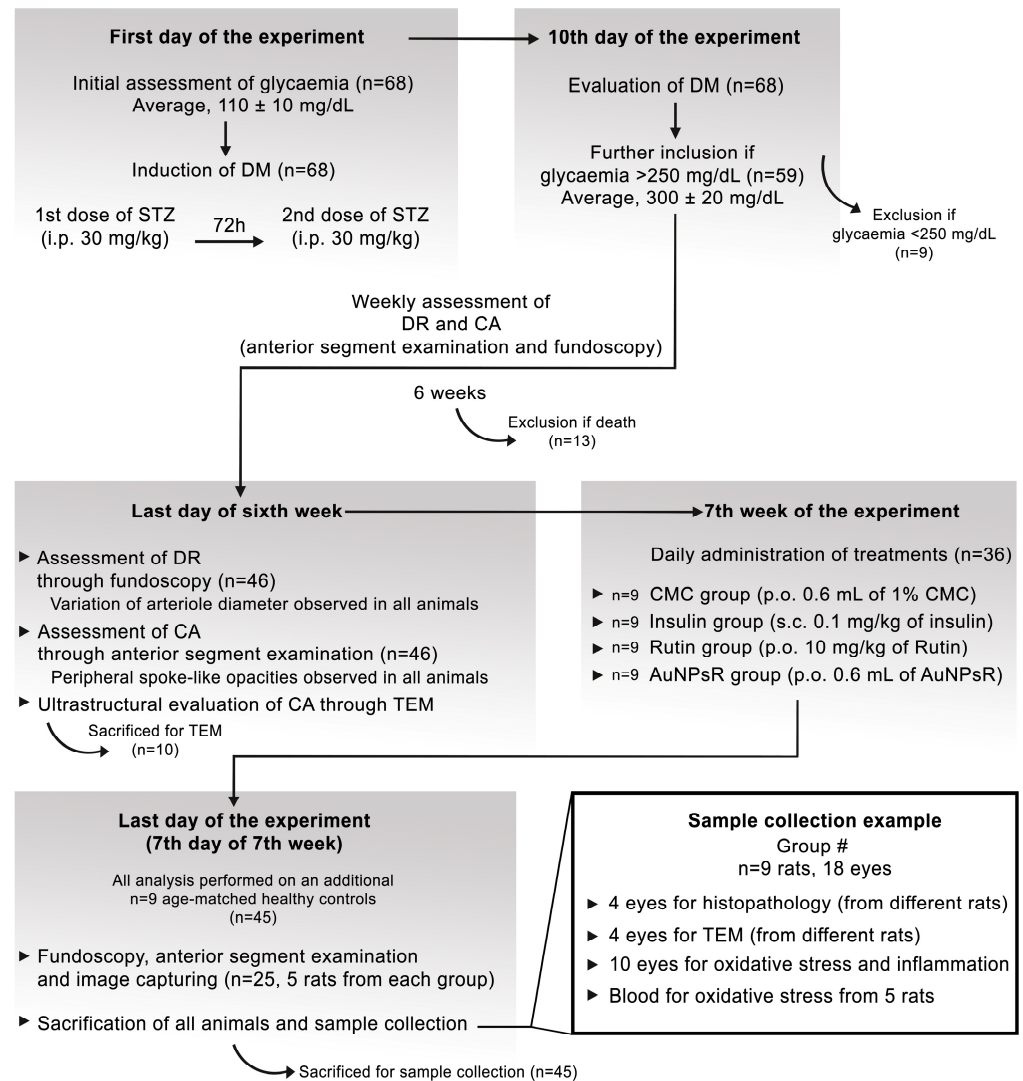 First day of the experiment
Initial assessment of glycaemia (n=68)
Average, 110 ± 10 mg/dL
Induction of DM (n=68)
1st dose of STZ
(i.p. 30 mg/kg)
72h
2nd dose of STZ
(i.p. 30 mg/kg)
10th day of the experiment
Evaluation of DM (n=68)
Further inclusion if
glycaemia >250 mg/dL (n=59)
Average, 300 ± 20 mg/dL
Exclusion if
glycaemia <250 mg/dL
(n=9)
Weekly assessment of
DR and CA
(anterior segment examination and fundoscopy)
6 weeks
Exclusion if death
(n=13)
Last day of sixth week
► Assessment of DR
through fundoscopy (n=46)
Variation of arteriole diameter observed in all animals
► Assessment of CA
through anterior segment examination (n=46)
Peripheral spoke-like opacities observed in all animals
► Ultrastructural evaluation of CA through TEM
Sacrificed for TEM
(n=10)
7th week of the experiment
Daily administration of treatments (n=36)
► n=9 CMC group (p.o. 0.6 mL of 1% CMC)
► n=9 Insulin group (s.c. 0.1 mg/kg of insulin)
► n=9 Rutin group (p.o. 10 mg/kg of Rutin)
► n=9 AuNPsR group (p.o. 0.6 mL of AuNPsR)
Last day of the experiment
(7th day of 7th week)
All analysis performed on an additional
n=9 age-matched healthy controls
(n=45)
► Fundoscopy, anterior segment examination
and image capturing (n=25, 5 rats from each group)
► Sacrification of all animals and sample collection
Sacrificed for sample collection (n=45)
Sample collection example
Group #
n=9 rats, 18 eyes
► 4 eyes for histopathology (from different rats)
► 4 eyes for TEM (from different rats)
► 10 eyes for oxidative stress and inflammation
► Blood for oxidative stress from 5 rats